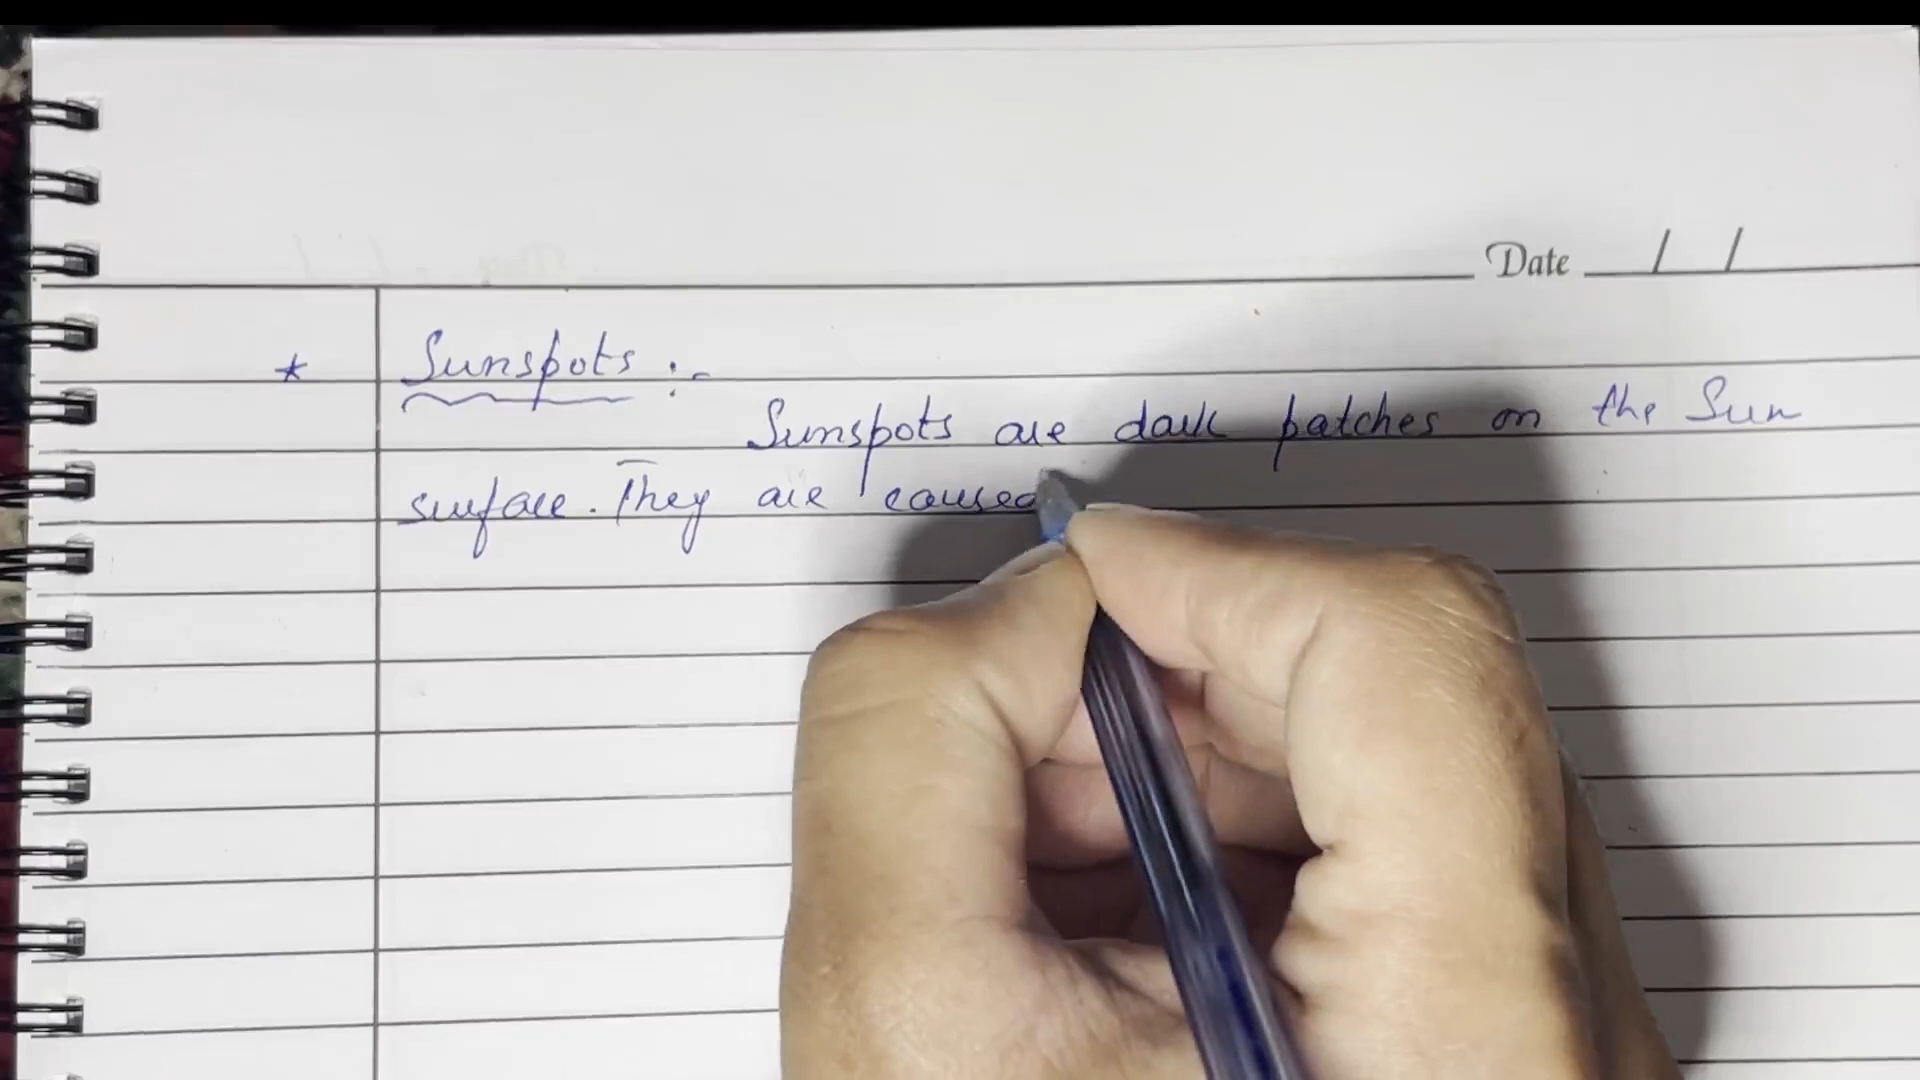 Date / /
* Sunspots :-
Sunspots are dark patches on the Sun
surface. They are caused